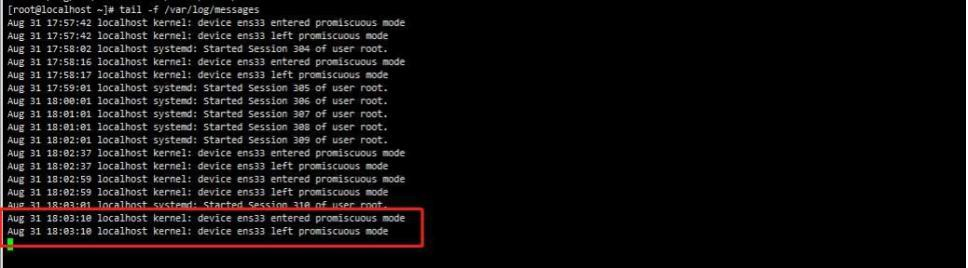 [root@localhost ~]# tail -f /var/log/messages
Aug 31 17:57:42 localhost kernel: device ens33 entered promiscuous mode
Aug 31 17:57:42 localhost kernel: device ens33 left promiscuous mode
Aug 31 17:58:02 localhost systemd: Started Session 304 of user root.
Aug 31 17:58:16 localhost kernel: device ens33 entered promiscuous mode
Aug 31 17:58:17 localhost kernel: device ens33 left promiscuous mode
Aug 31 17:59:01 localhost systemd: Started Session 305 of user root.
Aug 31 18:00:01 localhost systemd: Started Session 306 of user root.
Aug 31 18:01:01 localhost systemd: Started Session 307 of user root.
Aug 31 18:01:01 localhost systemd: Started Session 308 of user root.
Aug 31 18:02:01 localhost systemd: Started Session 309 of user root.
Aug 31 18:02:37 localhost kernel: device ens33 entered promiscuous mode
Aug 31 18:02:37 localhost kernel: device ens33 left promiscuous mode
Aug 31 18:02:59 localhost kernel: device ens33 entered promiscuous mode
Aug 31 18:02:59 localhost kernel: device ens33 left promiscuous mode
Aug 31 18:03:01 localhost systemd: Started Session 310 of user root.
Aug 31 18:03:10 localhost kernel: device ens33 entered promiscuous mode
Aug 31 18:03:10 localhost kernel: device ens33 left promiscuous mode